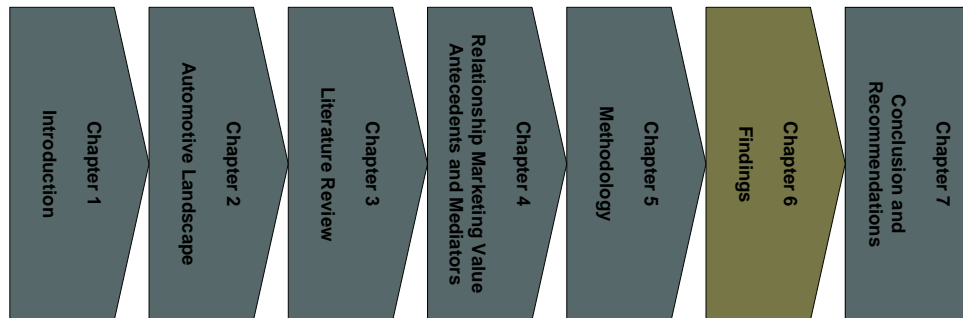 Chapter 1
Introduction
Chapter 2
Automotive Landscape
Chapter 3
Literature Review
Chapter 4
Relationship Marketing Value
Antecedents and Mediators
Chapter 5
Methodology
Chapter 6
Findings
Chapter 7
Conclusion and
Recommendations